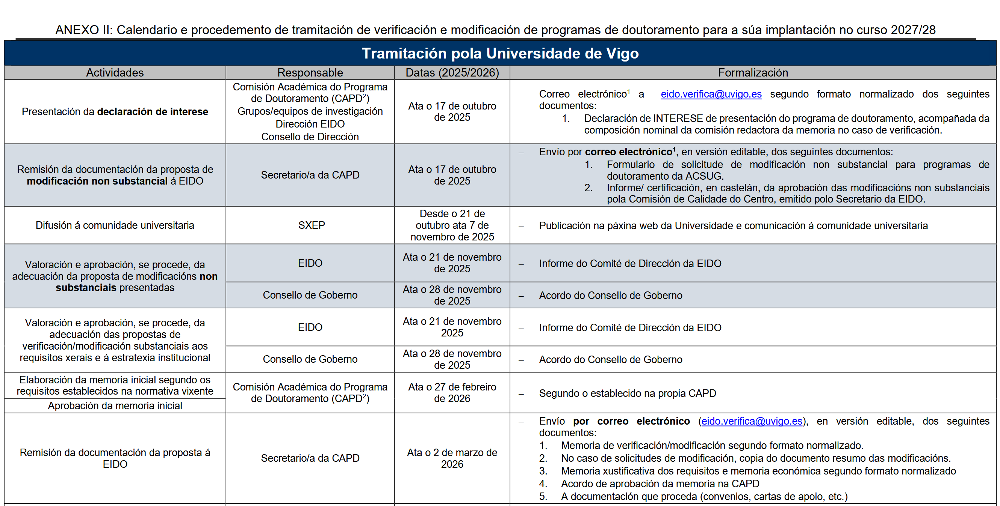 ANEXO II: Calendario e procedemento de tramitación de verificación e modificación de programas de doutoramento para a súa implantación no curso 2027/28
Tramitación pola Universidade de Vigo
Actividades
Responsable
Datas (2025/2026)
Formalización
Presentación da declaración de interese
Comisión Académica do Programa
de Doutoramento (CAPD²)
Grupos/equipos de investigación
Dirección EIDO
Consello de Dirección
Ata o 17 de outubro
de 2025
– Correo electrónico¹ a eido.verifica@uvigo.es segundo formato normalizado dos seguintes
documentos:
1. Declaración de INTERESE de presentación do programa de doutoramento, acompañada da
composición nominal da comisión redactora da memoria no caso de verificación.
Remisión da documentación da proposta de
modificación non substancial á EIDO
Secretario/a da CAPD
Ata o 17 de outubro
de 2025
– Envío por correo electrónico¹, en versión editable, dos seguintes documentos:
1. Formulario de solicitude de modificación non substancial para programas de
doutoramento da ACSUG.
2. Informe/ certificación, en castelán, da aprobación das modificacións non substanciais
pola Comisión de Calidade do Centro, emitido polo Secretario da EIDO.
Difusión á comunidade universitaria
SXEP
Desde o 21 de
outubro ata 7 de
novembro de 2025
– Publicación na páxina web da Universidade e comunicación á comunidade universitaria
Valoración e aprobación, se procede, da
adecuación da proposta de modificacións non
substanciais presentadas
EIDO
Ata o 21 de novembro
de 2025
– Informe do Comité de Dirección da EIDO
Consello de Goberno
Ata o 28 de novembro
de 2025
– Acordo do Consello de Goberno
Valoración e aprobación, se procede, da
adecuación das propostas de
verificación/modificación substanciais aos
requisitos xerais e á estratexia institucional
EIDO
Ata o 21 de novembro
2025
– Informe do Comité de Dirección da EIDO
Consello de Goberno
Ata o 28 de novembro
de 2025
– Acordo do Consello de Goberno
Elaboración da memoria inicial segundo os
requisitos establecidos na normativa vixente
Aprobación da memoria inicial
Comisión Académica do Programa
de Doutoramento (CAPD²)
Ata o 27 de febreiro
de 2026
– Segundo o establecido na propia CAPD
Remisión da documentación da proposta á
EIDO
Secretario/a da CAPD
Ata o 2 de marzo de
2026
– Envío por correo electrónico (eido.verifica@uvigo.es), en versión editable, dos seguintes
documentos:
1. Memoria de verificación/modificación segundo formato normalizado.
2. No caso de solicitudes de modificación, copia do documento resumo das modificacións.
3. Memoria xustificativa dos requisitos e memoria económica segundo formato normalizado
4. Acordo de aprobación da memoria na CAPD
5. A documentación que proceda (convenios, cartas de apoio, etc.)